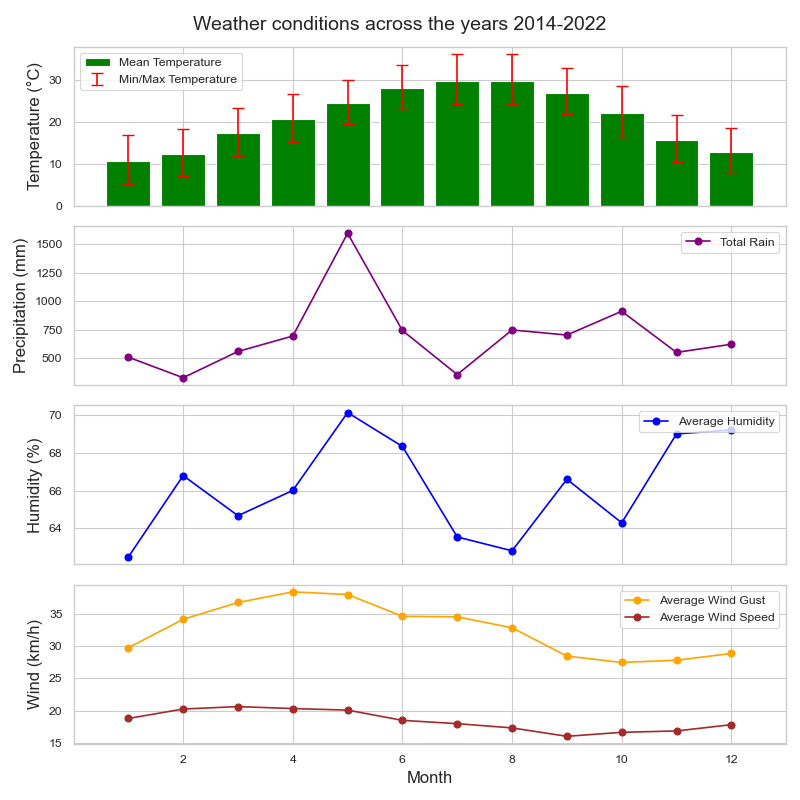 Weather conditions across the years 2014-2022
Temperature (°C)
30
20
10
0
Mean Temperature
Min/Max Temperature
Precipitation (mm)
1500
1250
1000
750
500
Total Rain
Humidity (%)
70
68
66
64
Average Humidity
Wind (km/h)
35
30
25
20
15
Average Wind Gust
Average Wind Speed
2 4 6 8 10 12
Month